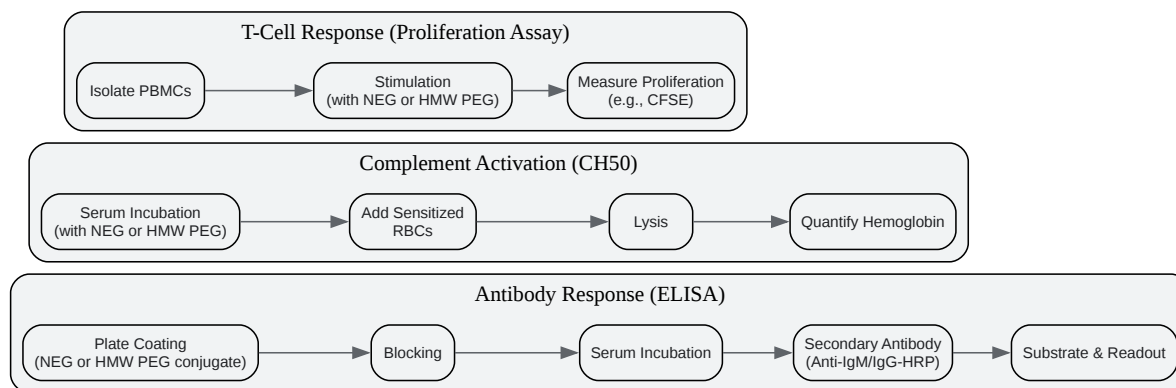 T-Cell Response (Proliferation Assay)
Isolate PBMCs
Stimulation
(with NEG or HMW PEG)
Measure Proliferation
(e.g., CFSE)
Complement Activation (CH50)
Serum Incubation
(with NEG or HMW PEG)
Add Sensitized
RBCs
Lysis
Quantify Hemoglobin
Antibody Response (ELISA)
Plate Coating
(NEG or HMW PEG conjugate)
Blocking
Serum Incubation
Secondary Antibody
(Anti-IgM/IgG-HRP)
Substrate & Readout